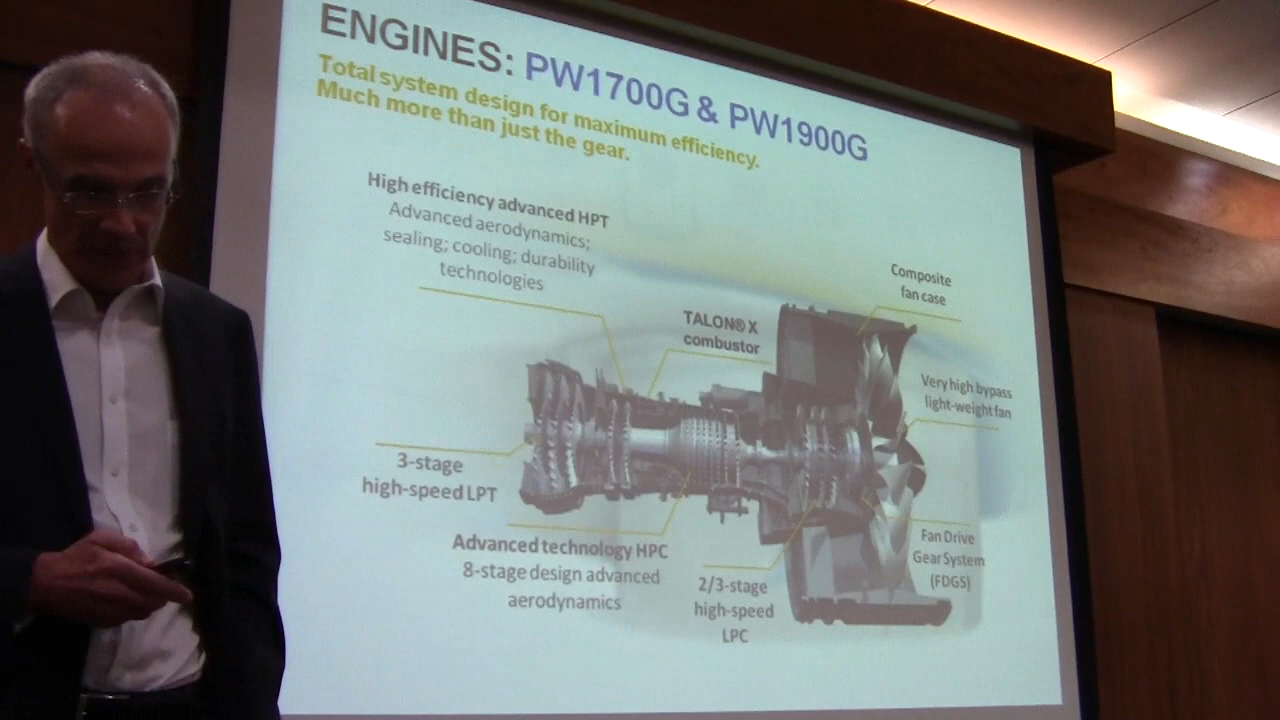 ENGINES: PW1700G & PW1900G
Total system design for maximum efficiency.
Much more than just the gear.
High efficiency advanced HPT
Advanced aerodynamics;
sealing; cooling; durability
technologies
TALON® X
combustor
Composite
fan case
Very high bypass
light-weight fan
3-stage
high-speed LPT
Advanced technology HPC
8-stage design advanced
aerodynamics
2/3-stage
high-speed
LPC
Fan Drive
Gear System
(FDGS)